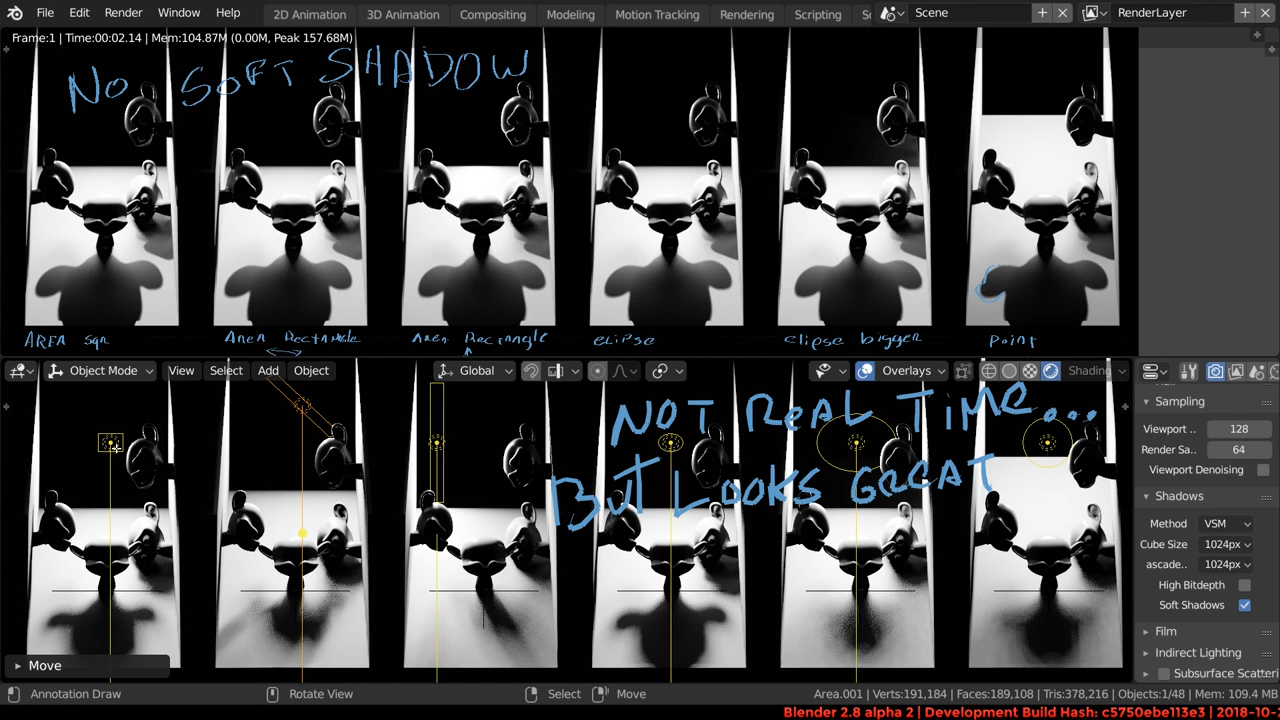 File Edit Render Window Help 2D Animation 3D Animation Compositing Modeling Motion Tracking Rendering Scripting Scene RenderLayer
Frame:1 | Time:00:02.14 | Mem:104.87M (0.00M, Peak 157.68M)
No SOFT SHADOW
AREA Sqr Area Rectangle Area Rectangle elipse elipse bigger Point
Object Mode View Select Add Object Global Overlays Shading
NOT REAL TIME...
BUT LOOKS GREAT
Sampling
Viewport .. 128
Render Sa.. 64
Viewport Denoising
Shadows
Method VSM
Cube Size 1024px
ascade.. 1024px
High Bitdepth
Soft Shadows
Film
Indirect Lighting
Subsurface Scatteri
Move
Annotation Draw Rotate View Select Move Area.001 | Verts:191,184 | Faces:189,108 | Tris:378,216 | Objects:1/48 | Mem: 109.4 MB
Blender 2.8 alpha 2 | Development Build Hash: c5750ebe113e3 | 2018-10-